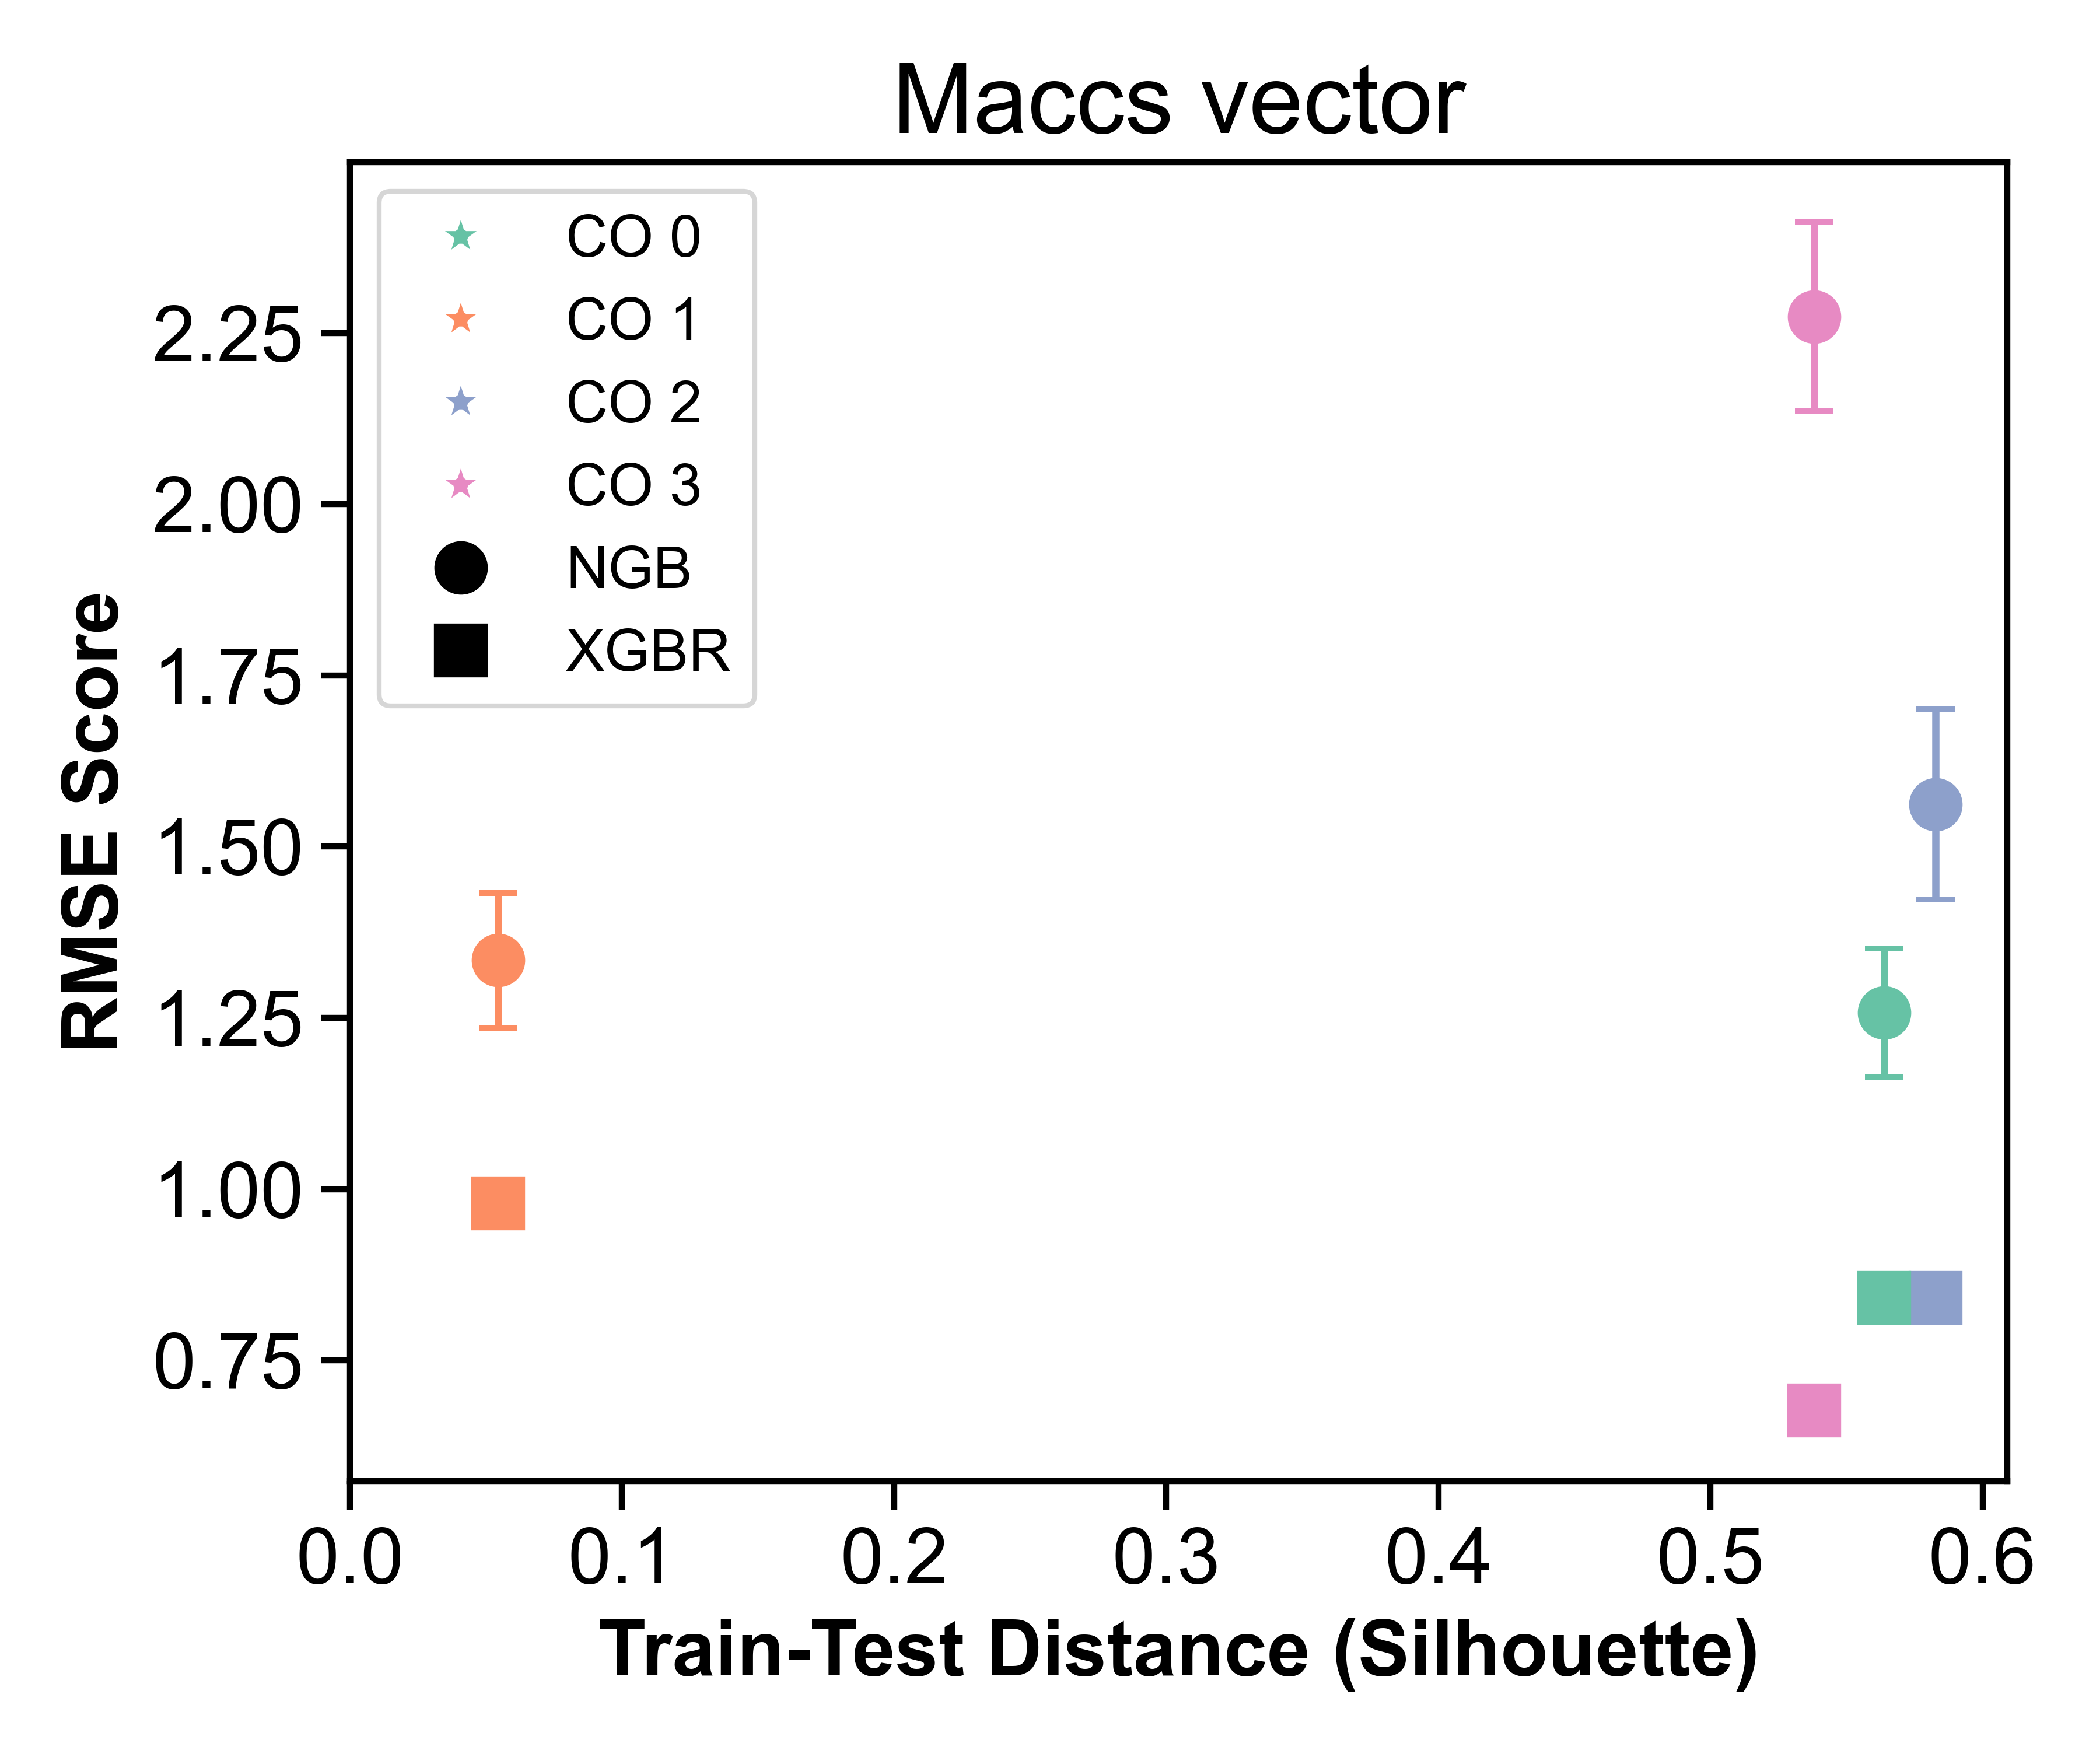 Maccs vector
CO 0
CO 1
CO 2
CO 3
NGB
XGBR
RMSE Score
2.25
2.00
1.75
1.50
1.25
1.00
0.75
0.0 0.1 0.2 0.3 0.4 0.5 0.6
Train-Test Distance (Silhouette)